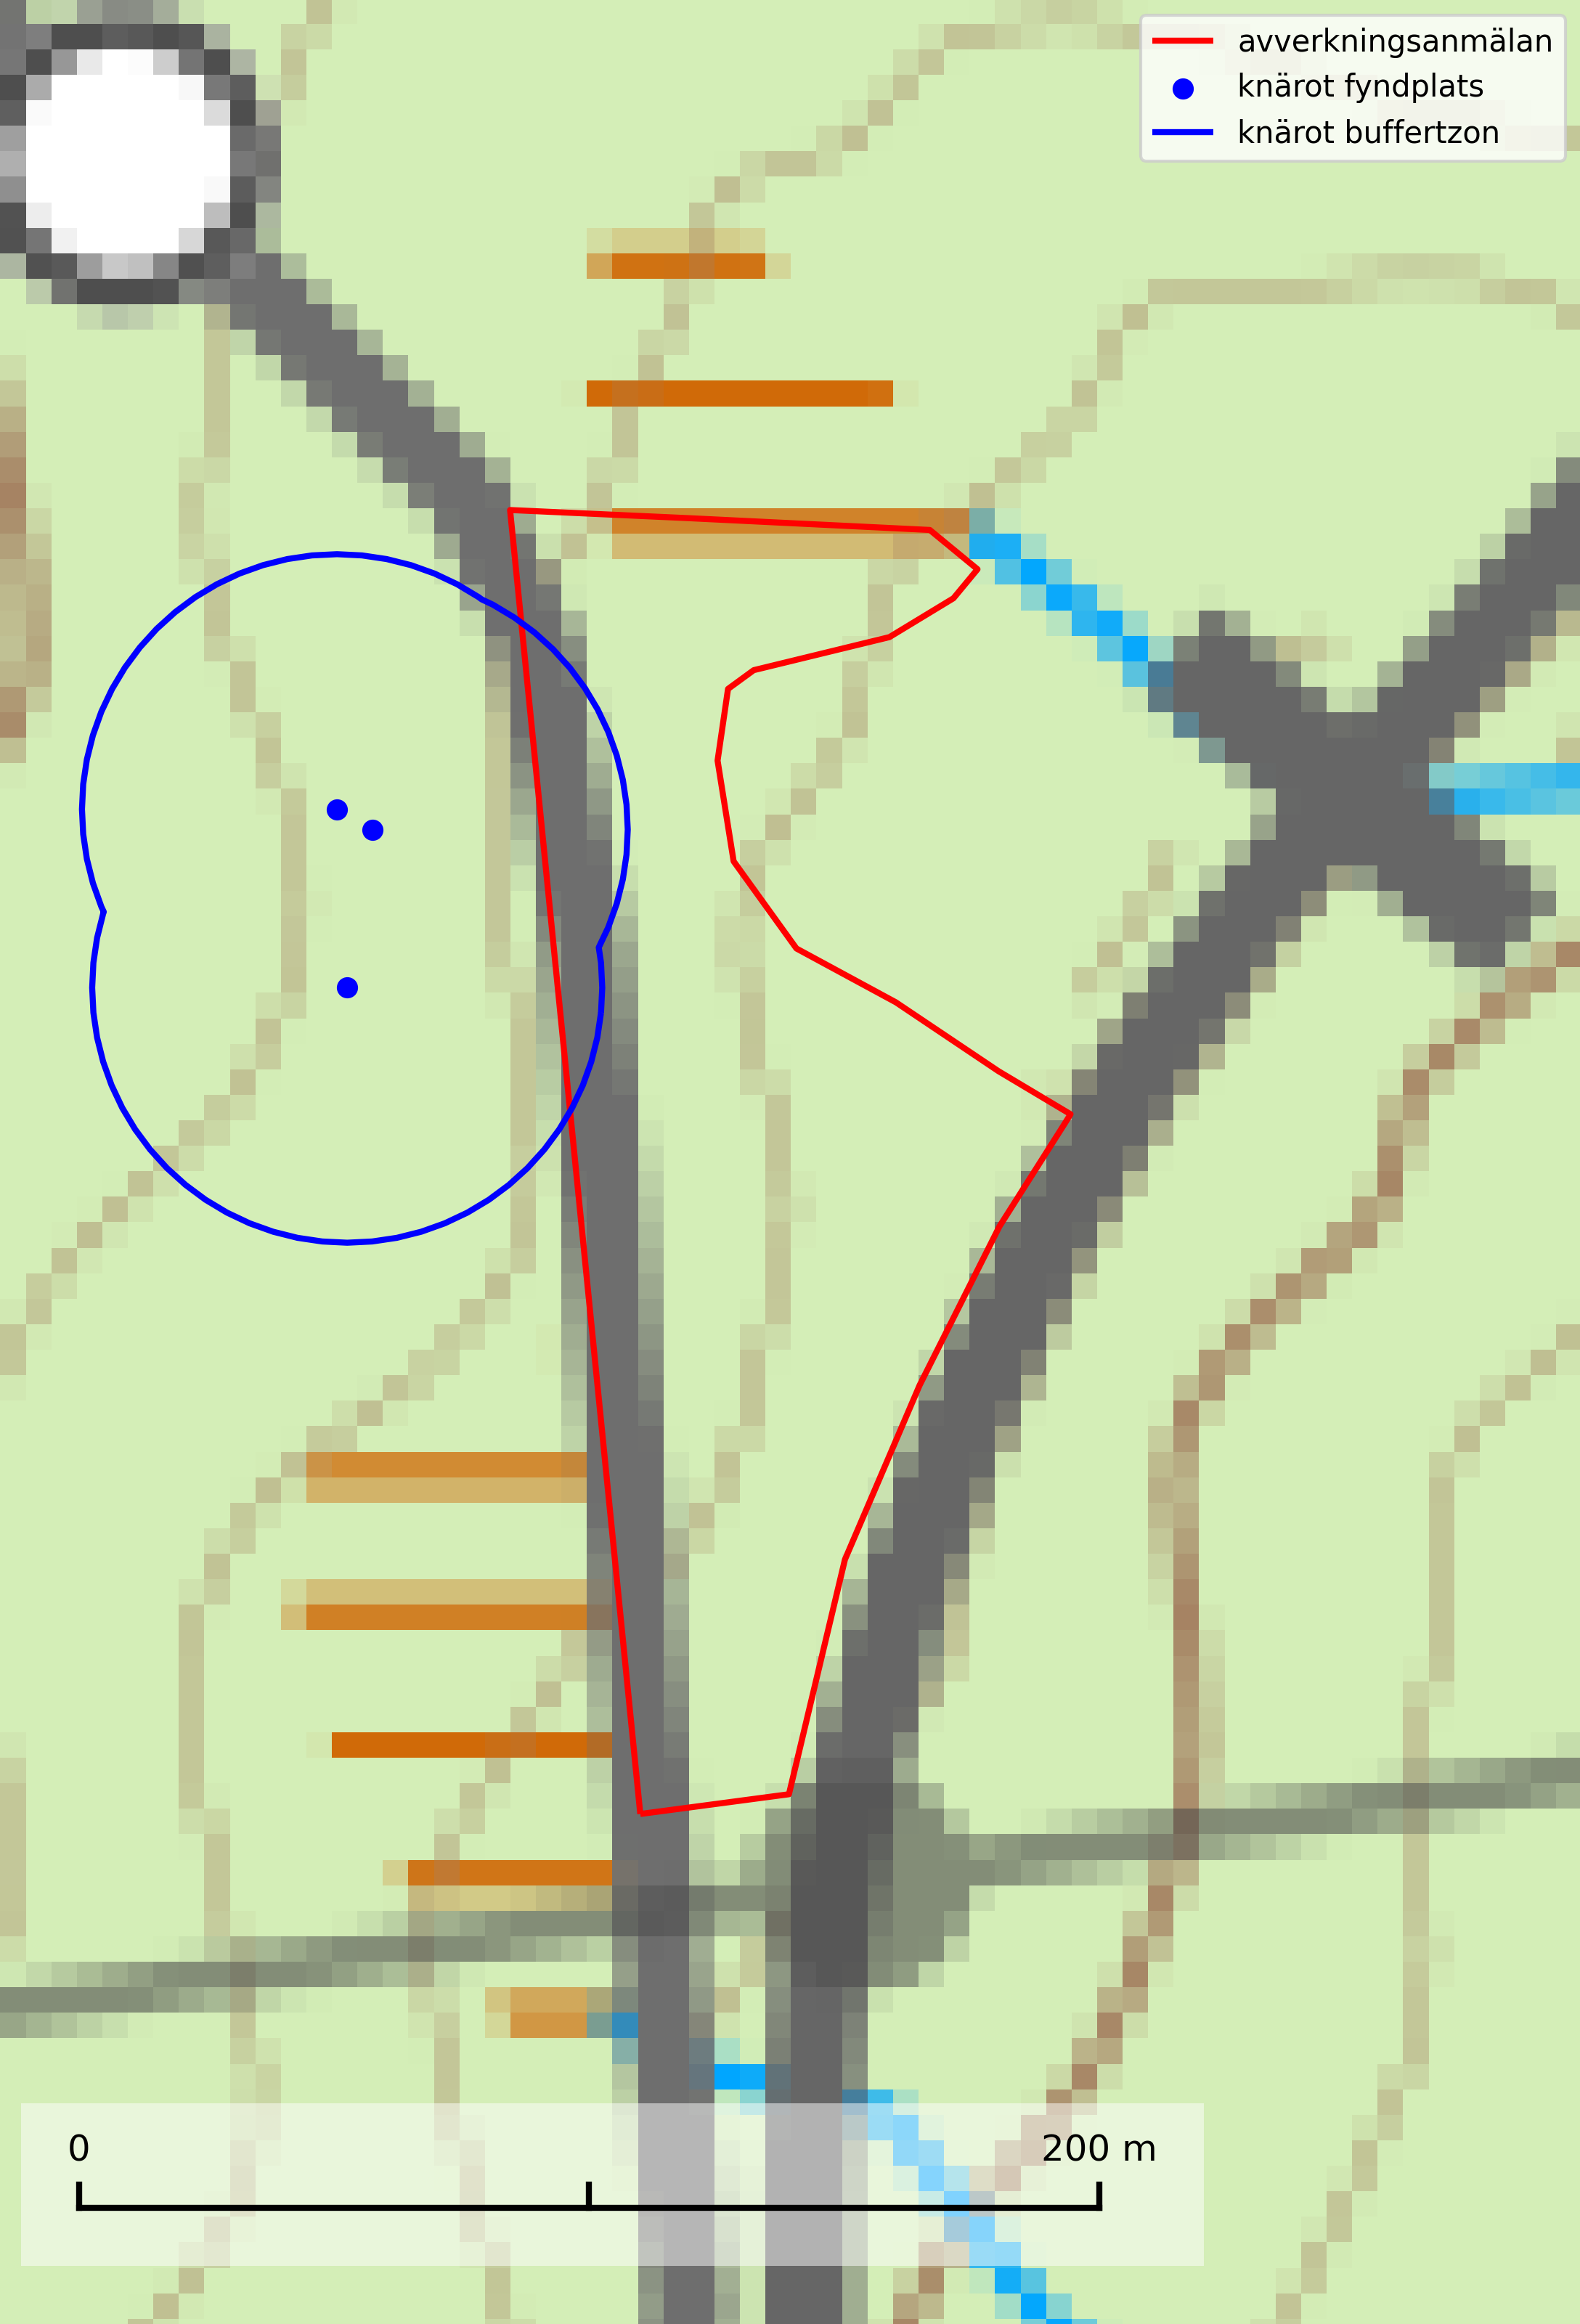 avverkningsanmälan
knärot fyndplats
knärot buffertzon
0 200 m